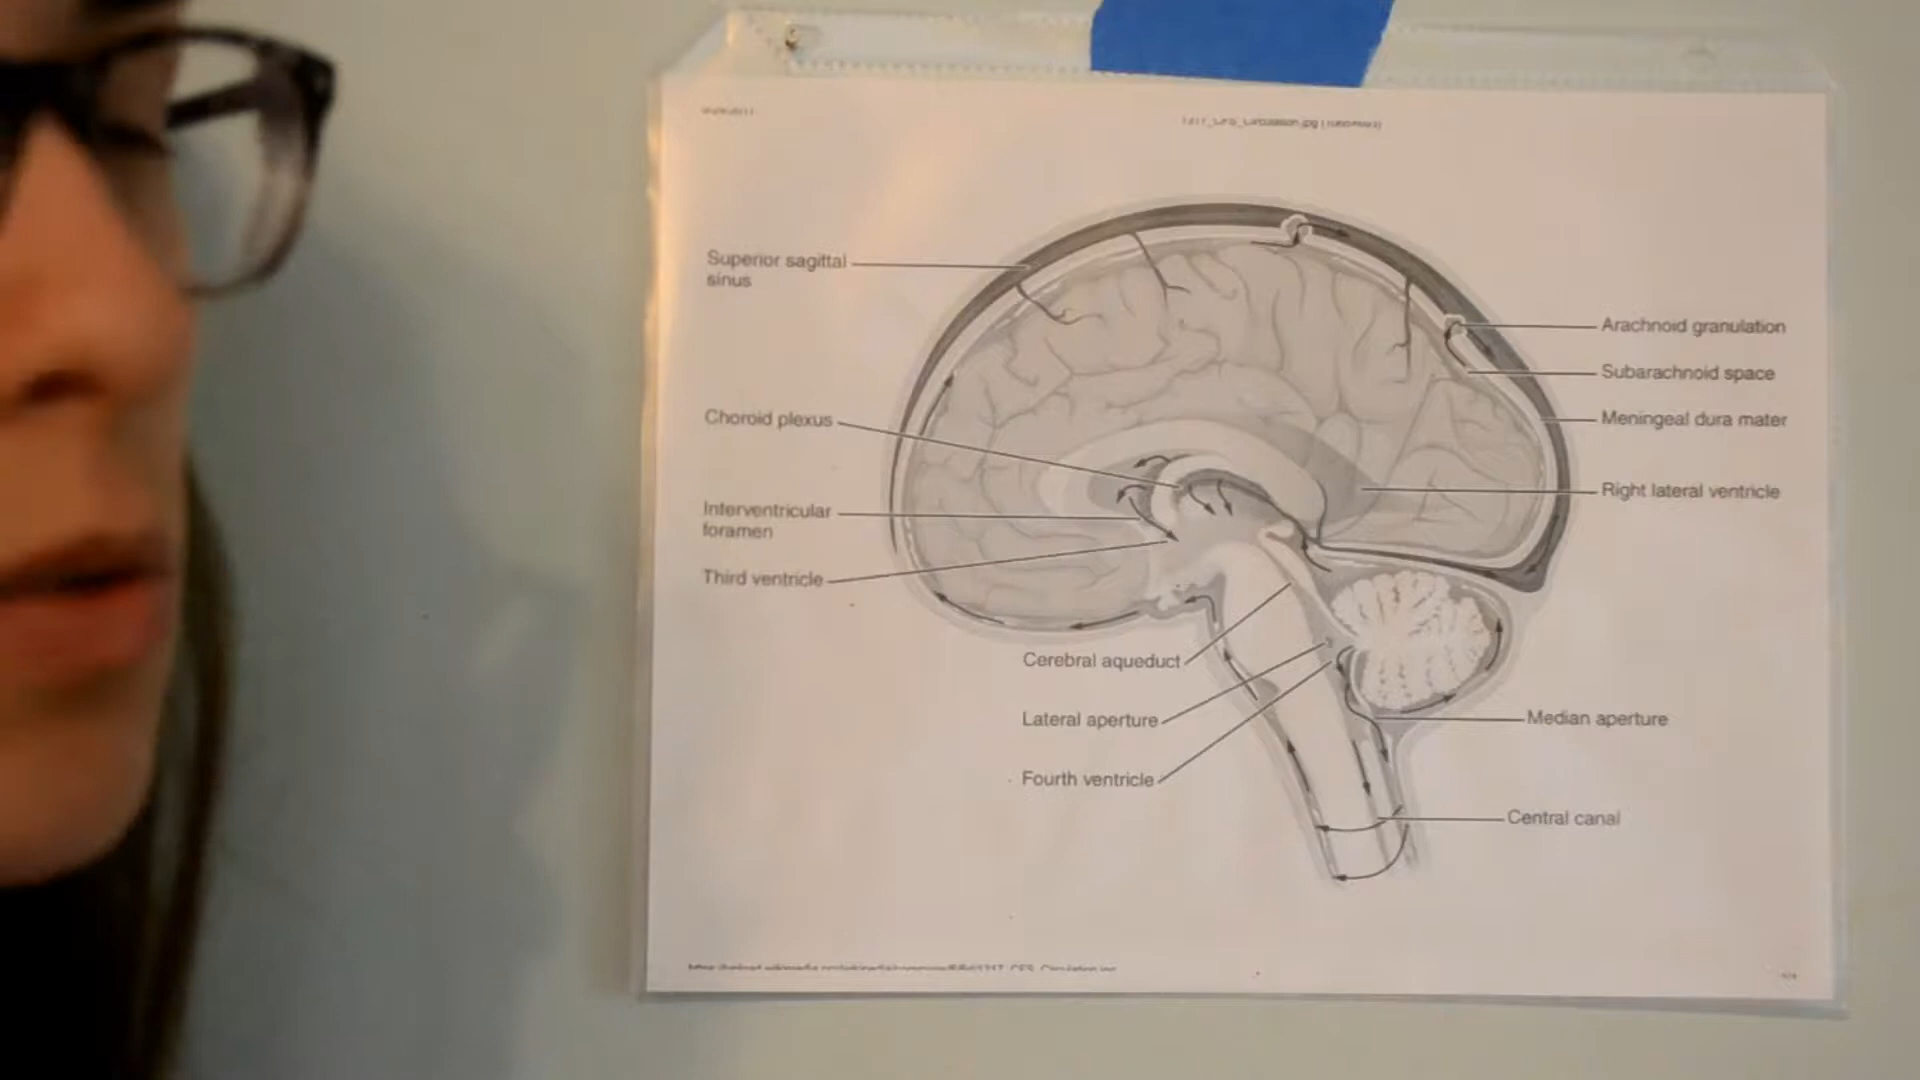 Superior sagittal
sinus
Choroid plexus
Interventricular
foramen
Third ventricle
Cerebral aqueduct
Lateral aperture
Fourth ventricle
Arachnoid granulation
Subarachnoid space
Meningeal dura mater
Right lateral ventricle
Median aperture
Central canal